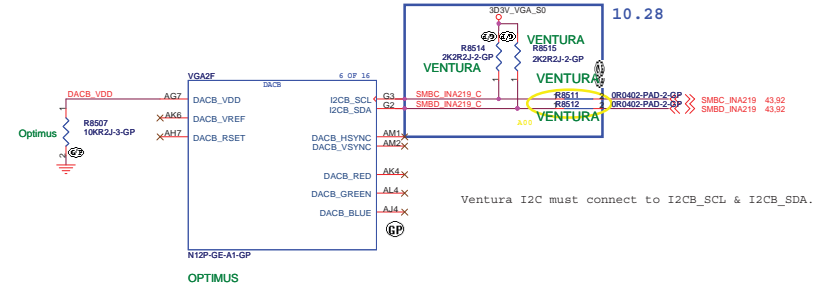 3D3V_VGA_S0
10.28
R8514
2K2R2J-2-GP
VENTURA
R8515
2K2R2J-2-GP
VENTURA
VENTURA
VGA2F
DACB
6 OF 16
DACB_VDD
AG7
DACB_VDD
I2CB_SCL
G3
SMBC_INA219_C
R8511
0R0402-PAD-2-GP
SMBC_INA219 43,92
I2CB_SDA
G2
SMBD_INA219_C
R8512
0R0402-PAD-2-GP
SMBD_INA219 43,92
VENTURA
AK6
DACB_VREF
Optimus
R8507
10KR2J-3-GP
1
2
AH7
DACB_RSET
DACB_HSYNC
AM1
DACB_VSYNC
AM2
DACB_RED
AK4
DACB_GREEN
AL4
DACB_BLUE
AJ4
GP
Ventura I2C must connect to I2CB_SCL & I2CB_SDA.
N12P-GE-A1-GP
OPTIMUS